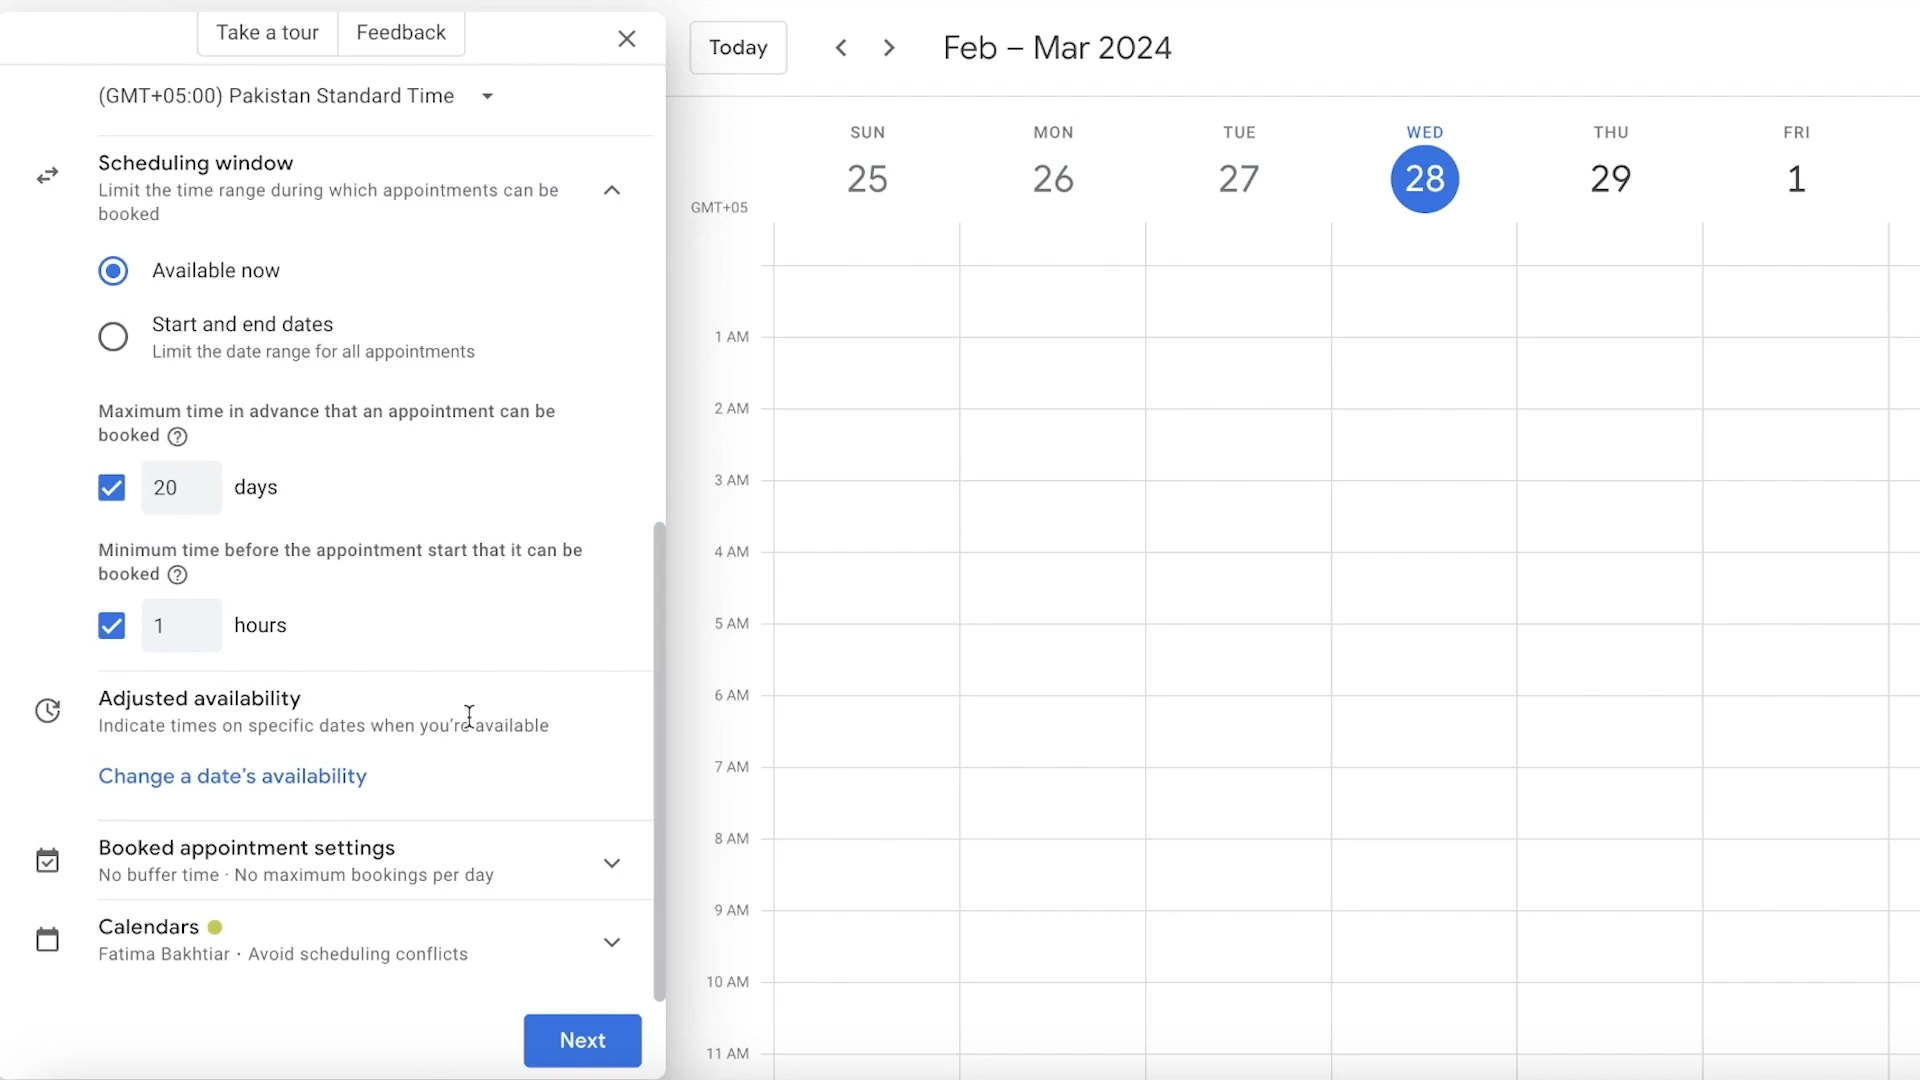 Take a tour
Feedback
Today
Feb – Mar 2024
(GMT+05:00) Pakistan Standard Time
Scheduling window
Limit the time range during which appointments can be
booked
Available now
Start and end dates
Limit the date range for all appointments
Maximum time in advance that an appointment can be
booked
20 days
Minimum time before the appointment start that it can be
booked
1 hours
Adjusted availability
Indicate times on specific dates when you're available
Change a date's availability
Booked appointment settings
No buffer time · No maximum bookings per day
Calendars
Fatima Bakhtiar · Avoid scheduling conflicts
Next
SUN MON TUE WED THU FRI
25 26 27 28 29 1
GMT+05
1 AM
2 AM
3 AM
4 AM
5 AM
6 AM
7 AM
8 AM
9 AM
10 AM
11 AM